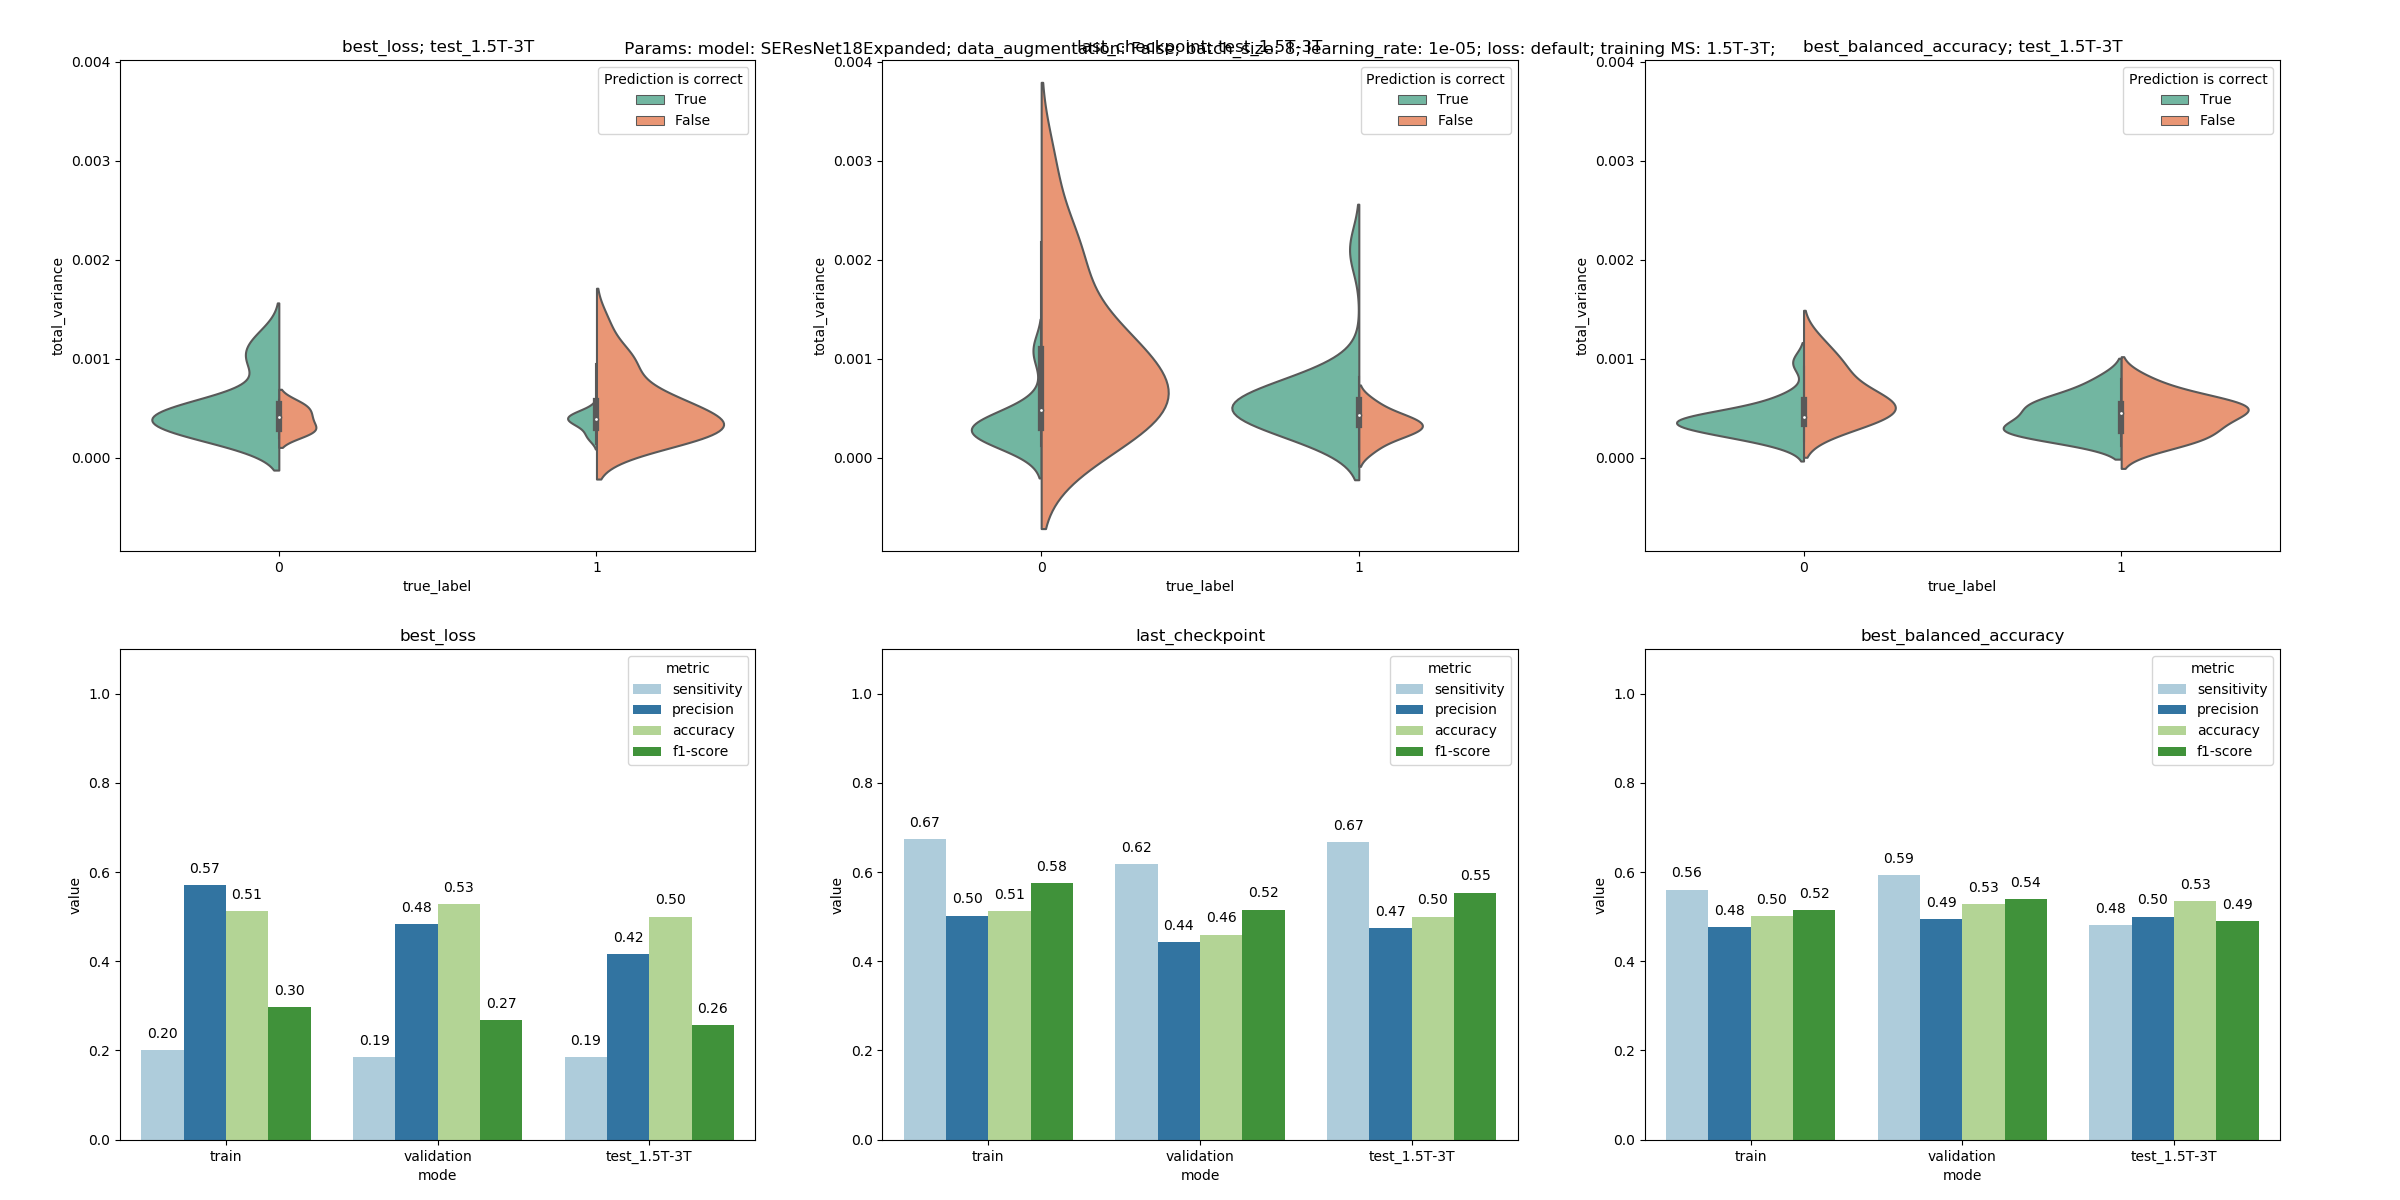 Params: model: SEResNet18Expanded; data_augmentation: False; batch_size: 8; learning_rate: 1e-05; loss: default; training MS: 1.5T-3T;
best_loss; test_1.5T-3T
total_variance
0.004
0.003
0.002
0.001
0.000
Prediction is correct
True
False
0 1
true_label
last_checkpoint; test_1.5T-3T
total_variance
0.004
0.003
0.002
0.001
0.000
Prediction is correct
True
False
0 1
true_label
best_balanced_accuracy; test_1.5T-3T
total_variance
0.004
0.003
0.002
0.001
0.000
Prediction is correct
True
False
0 1
true_label
best_loss
value
1.0
0.8
0.6
0.4
0.2
0.0
metric
sensitivity
precision
accuracy
f1-score
0.20 0.57 0.51 0.30
0.19 0.48 0.53 0.27
0.19 0.42 0.50 0.26
train validation test_1.5T-3T
mode
last_checkpoint
value
1.0
0.8
0.6
0.4
0.2
0.0
metric
sensitivity
precision
accuracy
f1-score
0.67 0.50 0.51 0.58
0.62 0.44 0.46 0.52
0.67 0.47 0.50 0.55
train validation test_1.5T-3T
mode
best_balanced_accuracy
value
1.0
0.8
0.6
0.4
0.2
0.0
metric
sensitivity
precision
accuracy
f1-score
0.56 0.48 0.50 0.52
0.59 0.49 0.53 0.54
0.48 0.50 0.53 0.49
train validation test_1.5T-3T
mode